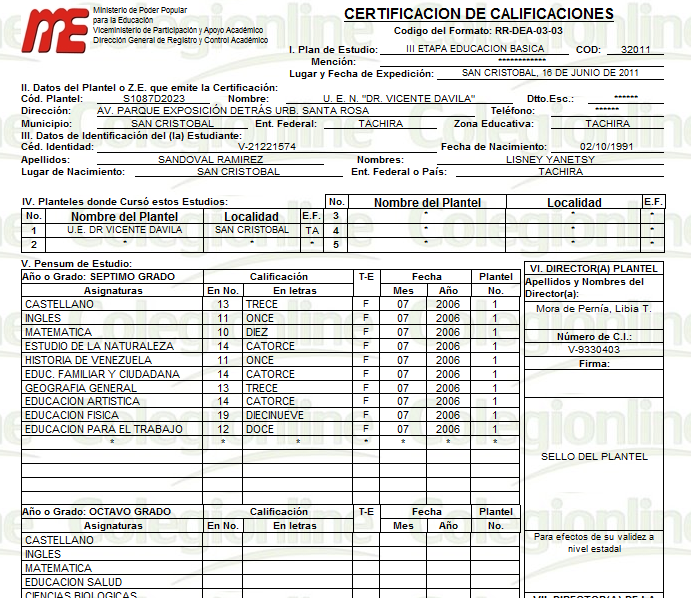 ME
Ministerio de Poder Popular
para la Educación
Viceministerio de Participación y Apoyo Académico
Dirección General de Registro y Control Académico
CERTIFICACION DE CALIFICACIONES
Codigo del Formato: RR-DEA-03-03
I. Plan de Estudio: III ETAPA EDUCACION BASICA COD: 32011
Mención: ************
Lugar y Fecha de Expedición: SAN CRISTOBAL, 16 DE JUNIO DE 2011
II. Datos del Plantel o Z.E. que emite la Certificación:
Cód. Plantel: S1087D2023 Nombre: U. E. N. "DR. VICENTE DAVILA" Dtto.Esc.: ******
Dirección: AV. PARQUE EXPOSICIÓN DETRÁS URB. SANTA ROSA Teléfono: ******
Municipio: SAN CRISTOBAL Ent. Federal: TACHIRA Zona Educativa: TACHIRA
III. Datos de Identificación del (la) Estudiante:
Céd. Identidad: V-21221574 Fecha de Nacimiento: 02/10/1991
Apellidos: SANDOVAL RAMIREZ Nombres: LISNEY YANETSY
Lugar de Nacimiento: SAN CRISTOBAL Ent. Federal o País: TACHIRA
IV. Planteles donde Cursó estos Estudios: No. Nombre del Plantel Localidad E.F.
No. Nombre del Plantel Localidad E.F. 3 * * *
1 U.E. DR VICENTE DAVILA SAN CRISTOBAL TA 4 * * *
2 * * * 5 * * *
V. Pensum de Estudio:
Año o Grado: SEPTIMO GRADO Calificación T-E Fecha Plantel
Asignaturas En No. En letras Mes Año No.
CASTELLANO 13 TRECE F 07 2006 1
INGLES 11 ONCE F 07 2006 1
MATEMATICA 10 DIEZ F 07 2006 1
ESTUDIO DE LA NATURALEZA 14 CATORCE F 07 2006 1
HISTORIA DE VENEZUELA 11 ONCE F 07 2006 1
EDUC. FAMILIAR Y CIUDADANA 14 CATORCE F 07 2006 1
GEOGRAFIA GENERAL 13 TRECE F 07 2006 1
EDUCACION ARTISTICA 14 CATORCE F 07 2006 1
EDUCACION FISICA 19 DIECINUEVE F 07 2006 1
EDUCACION PARA EL TRABAJO 12 DOCE F 07 2006 1
* * * * * * *
Año o Grado: OCTAVO GRADO Calificación T-E Fecha Plantel
Asignaturas En No. En letras Mes Año No.
CASTELLANO
INGLES
MATEMATICA
EDUCACION SALUD
CIENCIAS BIOLOGICAS
VI. DIRECTOR(A) PLANTEL
Apellidos y Nombres del
Director(a):
Mora de Pernía, Libia T.
Número de C.I.:
V-9330403
Firma:
SELLO DEL PLANTEL
Para efectos de su validez a
nivel estadal
VII. DIRECTOR(A) DE LA
Colegionline